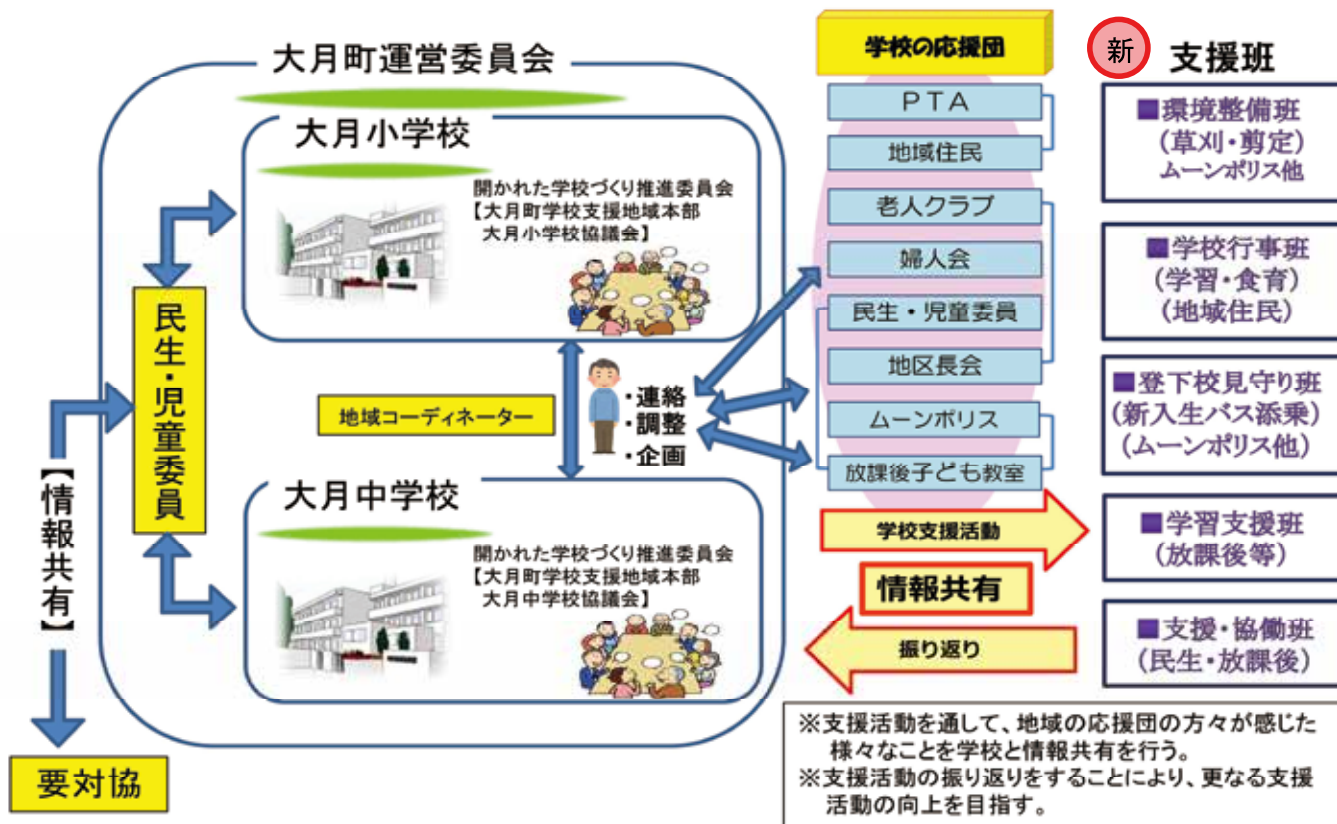 大月町運営委員会
大月小学校
開かれた学校づくり推進委員会
【大月町学校支援地域本部
大月小学校協議会】
民生・児童委員
【情報共有】
要対協
地域コーディネーター
・連絡
・調整
・企画
大月中学校
開かれた学校づくり推進委員会
【大月町学校支援地域本部
大月中学校協議会】
学校の応援団
PTA
地域住民
老人クラブ
婦人会
民生・児童委員
地区長会
ムーンポリス
放課後子ども教室
学校支援活動
情報共有
振り返り
新
支援班
■環境整備班
(草刈・剪定)
ムーンポリス他
■学校行事班
(学習・食育)
(地域住民)
■登下校見守り班
(新入生バス添乗)
(ムーンポリス他)
■学習支援班
(放課後等)
■支援・協働班
(民生・放課後)
※支援活動を通して、地域の応援団の方々が感じた
様々なことを学校と情報共有を行う。
※支援活動の振り返りをすることにより、更なる支援
活動の向上を目指す。